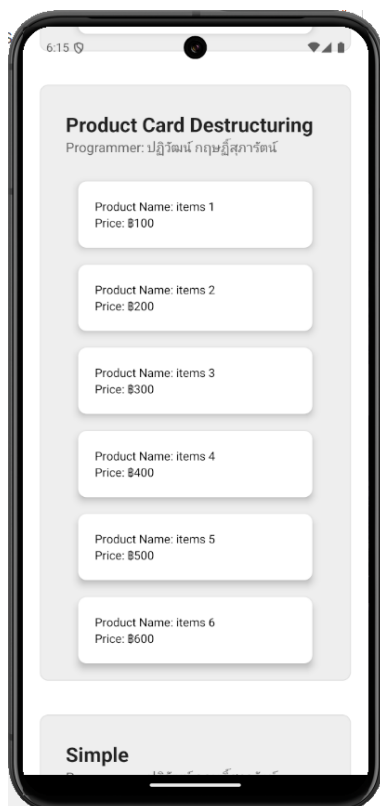 6:15
Product Card Destructuring
Programmer: ปฏิวัฒน์ กฤษฏิ์สุภารัตน์
Product Name: items 1
Price: ฿100
Product Name: items 2
Price: ฿200
Product Name: items 3
Price: ฿300
Product Name: items 4
Price: ฿400
Product Name: items 5
Price: ฿500
Product Name: items 6
Price: ฿600
Simple